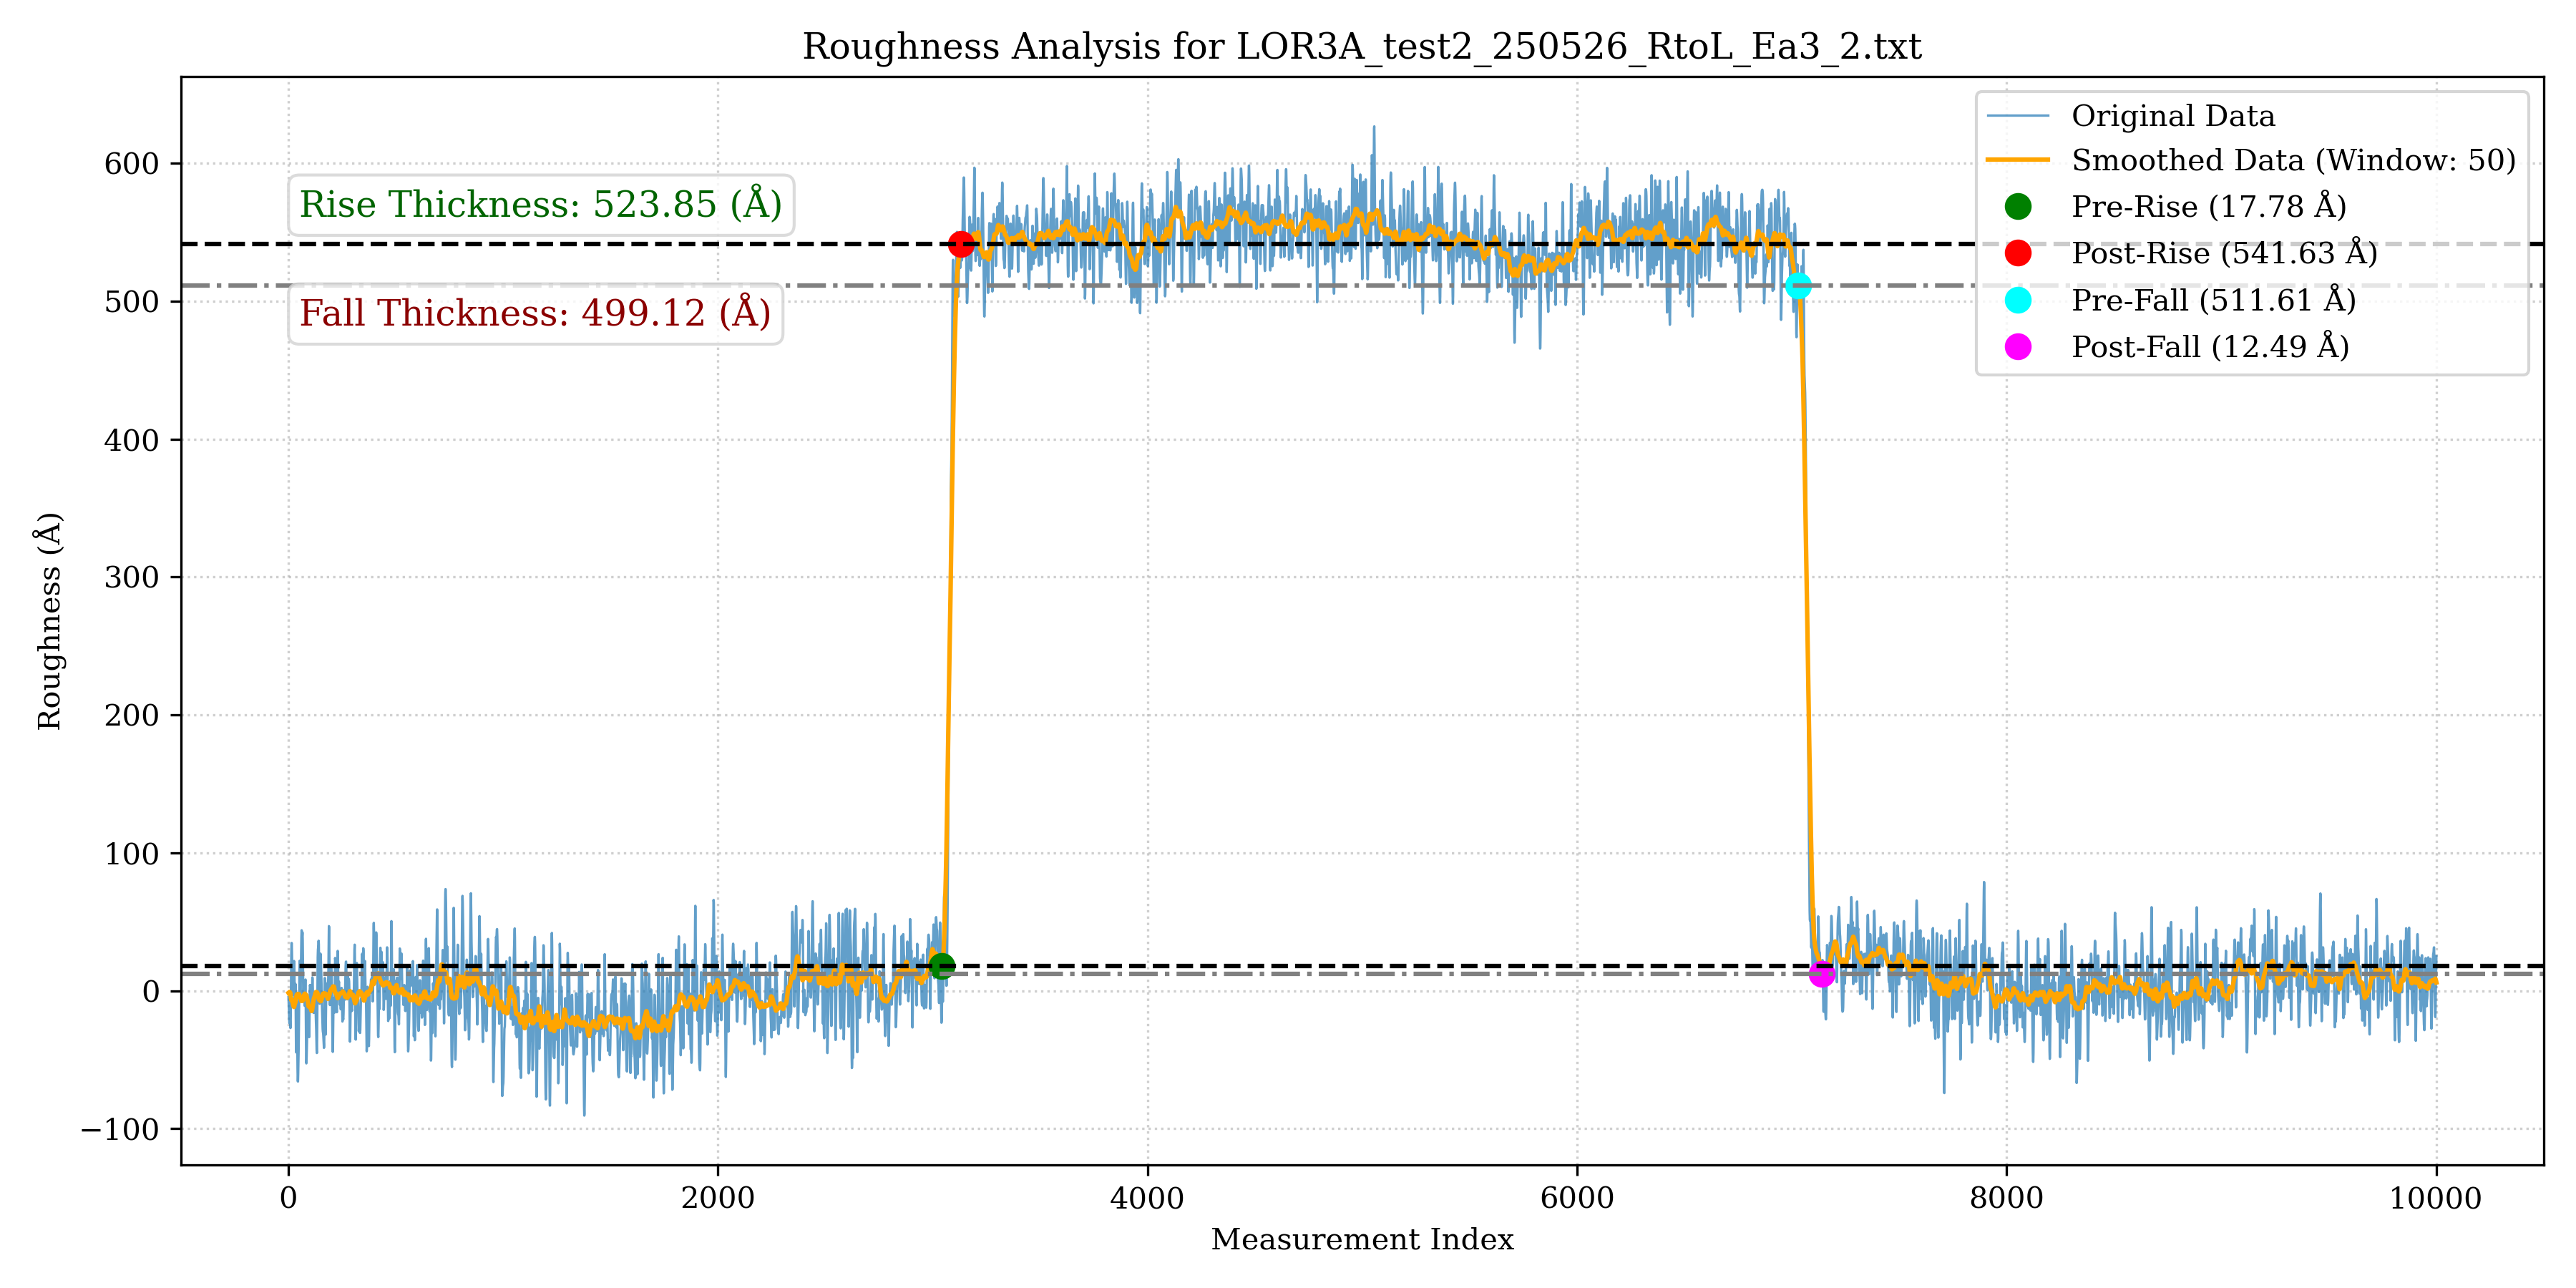 Roughness Analysis for LOR3A_test2_250526_RtoL_Ea3_2.txt
Original Data
Smoothed Data (Window: 50)
Pre-Rise (17.78 Å)
Post-Rise (541.63 Å)
Pre-Fall (511.61 Å)
Post-Fall (12.49 Å)
Rise Thickness: 523.85 (Å)
Fall Thickness: 499.12 (Å)
Roughness (Å)
600
500
400
300
200
100
0
−100
0 2000 4000 6000 8000 10000
Measurement Index